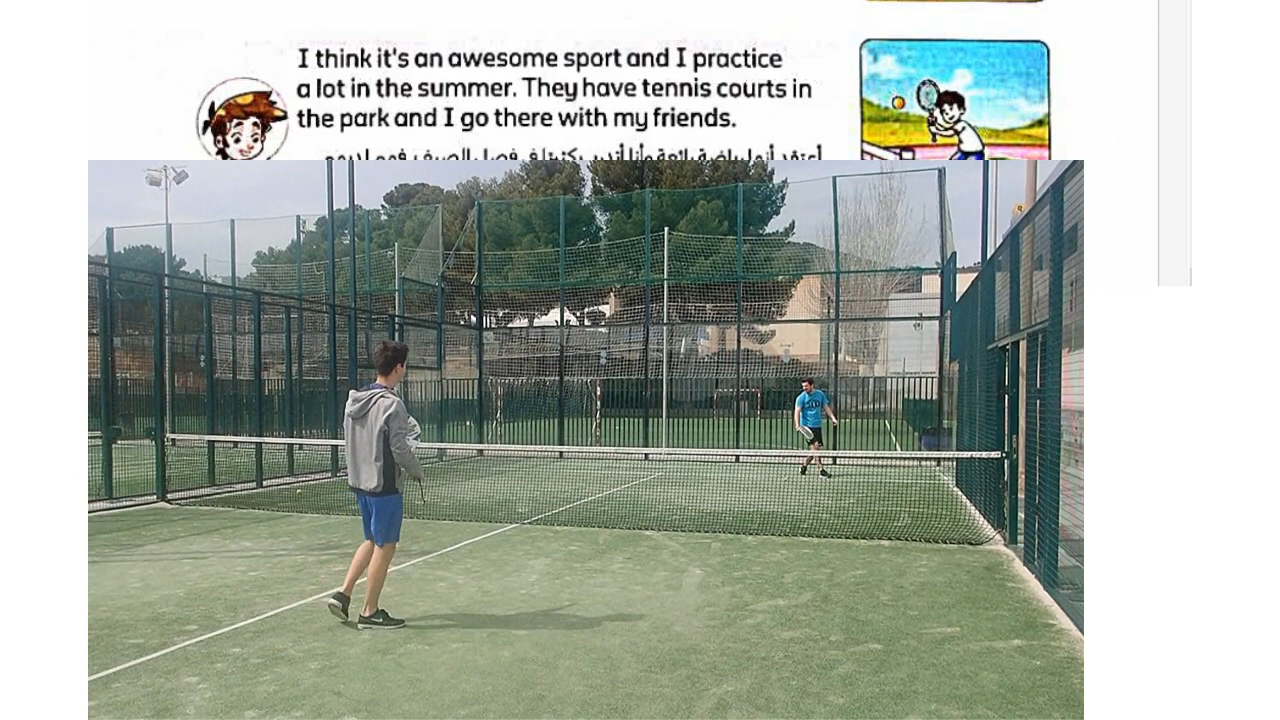 I think it's an awesome sport and I practice
a lot in the summer. They have tennis courts in
the park and I go there with my friends.